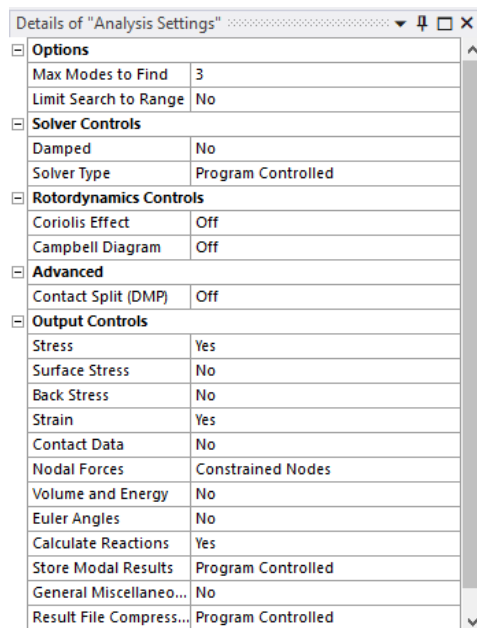 Details of "Analysis Settings"
Options
Max Modes to Find 3
Limit Search to Range No
Solver Controls
Damped No
Solver Type Program Controlled
Rotordynamics Controls
Coriolis Effect Off
Campbell Diagram Off
Advanced
Contact Split (DMP) Off
Output Controls
Stress Yes
Surface Stress No
Back Stress No
Strain Yes
Contact Data No
Nodal Forces Constrained Nodes
Volume and Energy No
Euler Angles No
Calculate Reactions Yes
Store Modal Results Program Controlled
General Miscellaneo... No
Result File Compress... Program Controlled